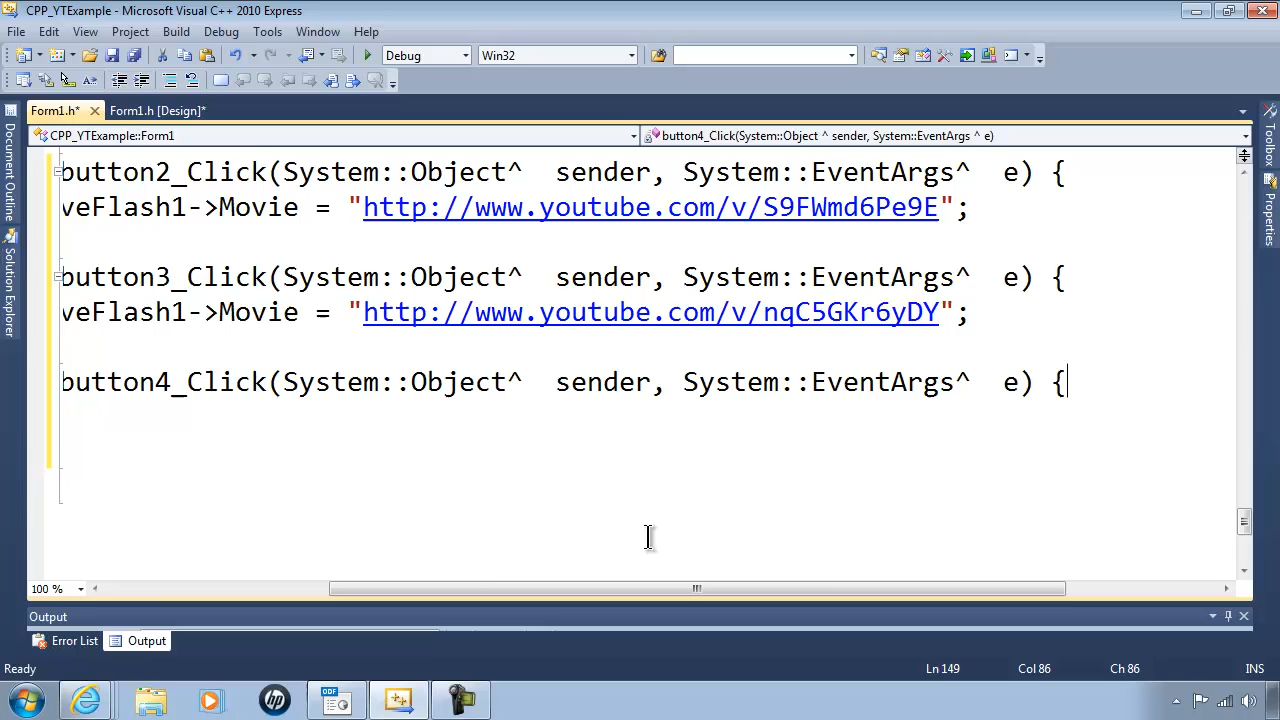 CPP_YTExample - Microsoft Visual C++ 2010 Express
File Edit View Project Build Debug Tools Window Help
Debug Win32
Form1.h* Form1.h [Design]*
CPP_YTExample::Form1 button4_Click(System::Object ^ sender, System::EventArgs ^ e)
Document Outline
Solution Explorer
Toolbox
Properties
button2_Click(System::Object^  sender, System::EventArgs^  e) {
veFlash1->Movie = "http://www.youtube.com/v/S9FWmd6Pe9E";
button3_Click(System::Object^  sender, System::EventArgs^  e) {
veFlash1->Movie = "http://www.youtube.com/v/nqC5GKr6yDY";
button4_Click(System::Object^  sender, System::EventArgs^  e) {
100 %
Output
Error List Output
Ready Ln 149 Col 86 Ch 86 INS
hp ODF